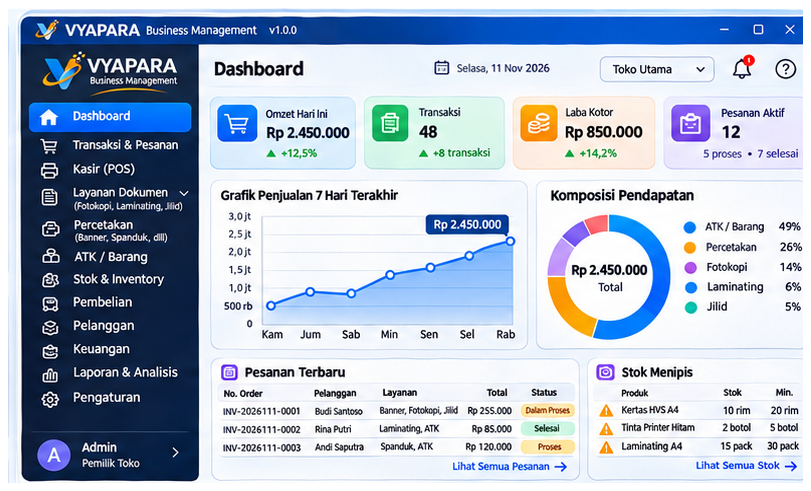 VYAPARA Business Management v1.0.0
VYAPARA
Business Management
Dashboard
Selasa, 11 Nov 2026
Toko Utama
Dashboard
Transaksi & Pesanan
Kasir (POS)
Layanan Dokumen
(Fotokopi, Laminating, Jilid)
Percetakan
(Banner, Spanduk, dlll)
ATK / Barang
Stok & Inventory
Pembelian
Pelanggan
Keuangan
Laporan & Analisis
Pengaturan
A
Admin
Pemilik Toko
Omzet Hari Ini
Rp 2.450.000
▲ +12,5%
Transaksi
48
▲ +8 transaksi
Laba Kotor
Rp 850.000
▲ +14,2%
Pesanan Aktif
12
5 proses • 7 selesai
Grafik Penjualan 7 Hari Terakhir
Rp 2.450.000
3,0 jt
2,0 jt
2,0 jt
1,5 jt
1,0 jt
500 rb
0
Kam Jum Sab Min Sen Sel Rab
Komposisi Pendapatan
Rp 2.450.000
Total
ATK / Barang 49%
Percetakan 26%
Fotokopi 14%
Laminating 6%
Jilid 5%
Pesanan Terbaru
No. Order Pelanggan Layanan Total Status
INV-2026111-0001 Budi Santoso Banner, Fotokopi, Jilid Rp 255.000 Dalam Proses
INV-2026111-0002 Rina Putri Laminating, ATK Rp 85.000 Selesai
INV-2026111-0003 Andi Saputra Spanduk, ATK Rp 120.000 Proses
Lihat Semua Pesanan →
Stok Menipis
Produk Stok Min.
Kertas HVS A4 10 rim 20 rim
Tinta Printer Hitam 2 botol 5 botol
Laminating A4 15 pack 30 pack
Lihat Semua Stok →